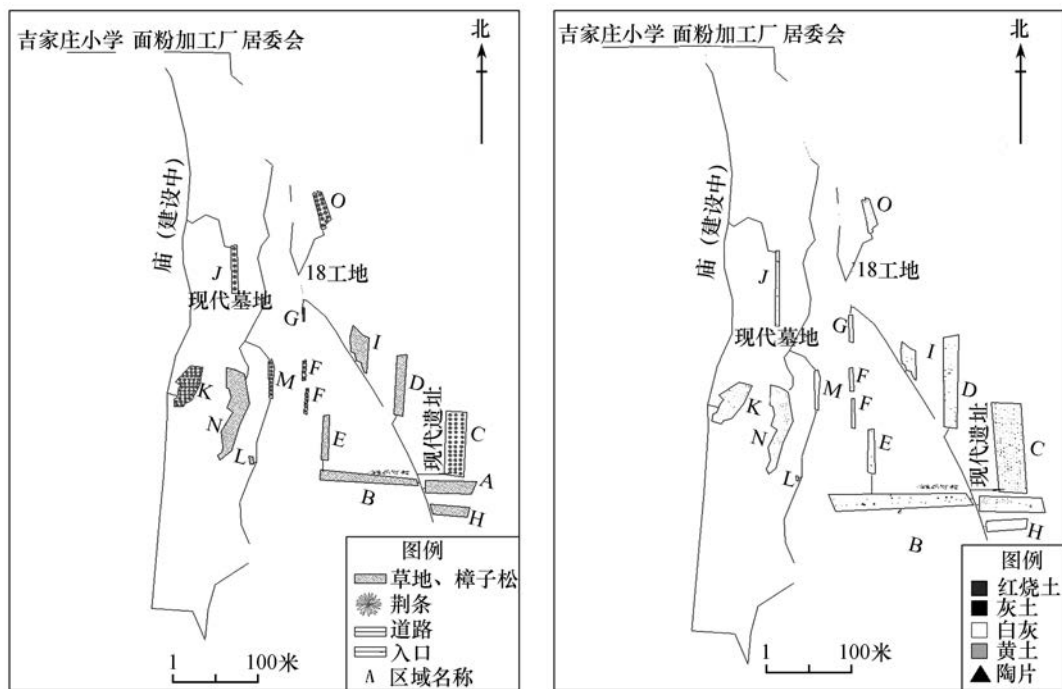 吉家庄小学 面粉加工厂 居委会
北
庙（建设中）
O
18工地
J
现代墓地
G
I
D
K
M
F
F
N
现代遗址
C
E
L
A
B
H
图例
草地、樟子松
荆条
道路
入口
A 区域名称
1 100米
吉家庄小学 面粉加工厂 居委会
北
庙（建设中）
O
18工地
J
现代墓地
G
I
D
K
M
F
F
N
现代遗址
C
E
L
B
H
图例
红烧土
灰土
白灰
黄土
陶片
1 100米